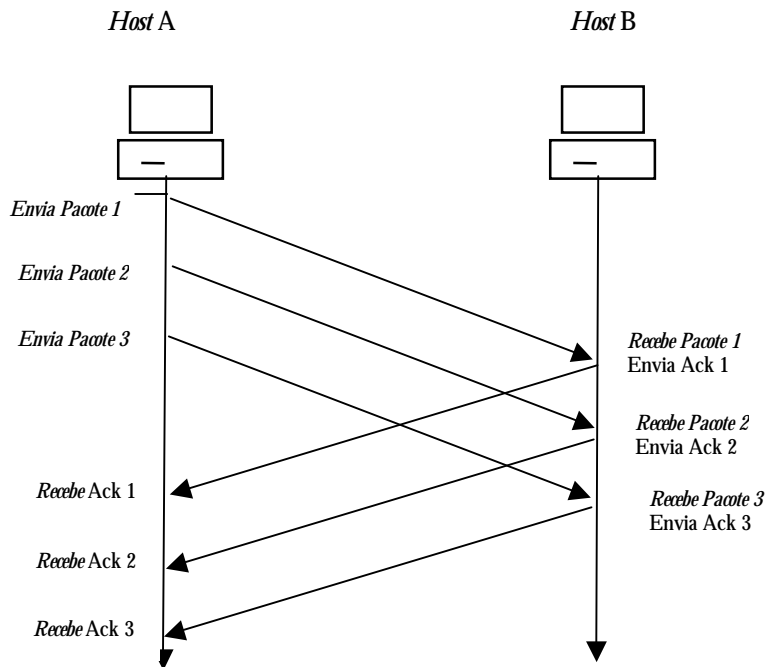 Host A
Host B
Envia Pacote 1
Envia Pacote 2
Envia Pacote 3
Recebe Pacote 1
Envia Ack 1
Recebe Pacote 2
Envia Ack 2
Recebe Pacote 3
Envia Ack 3
Recebe Ack 1
Recebe Ack 2
Recebe Ack 3